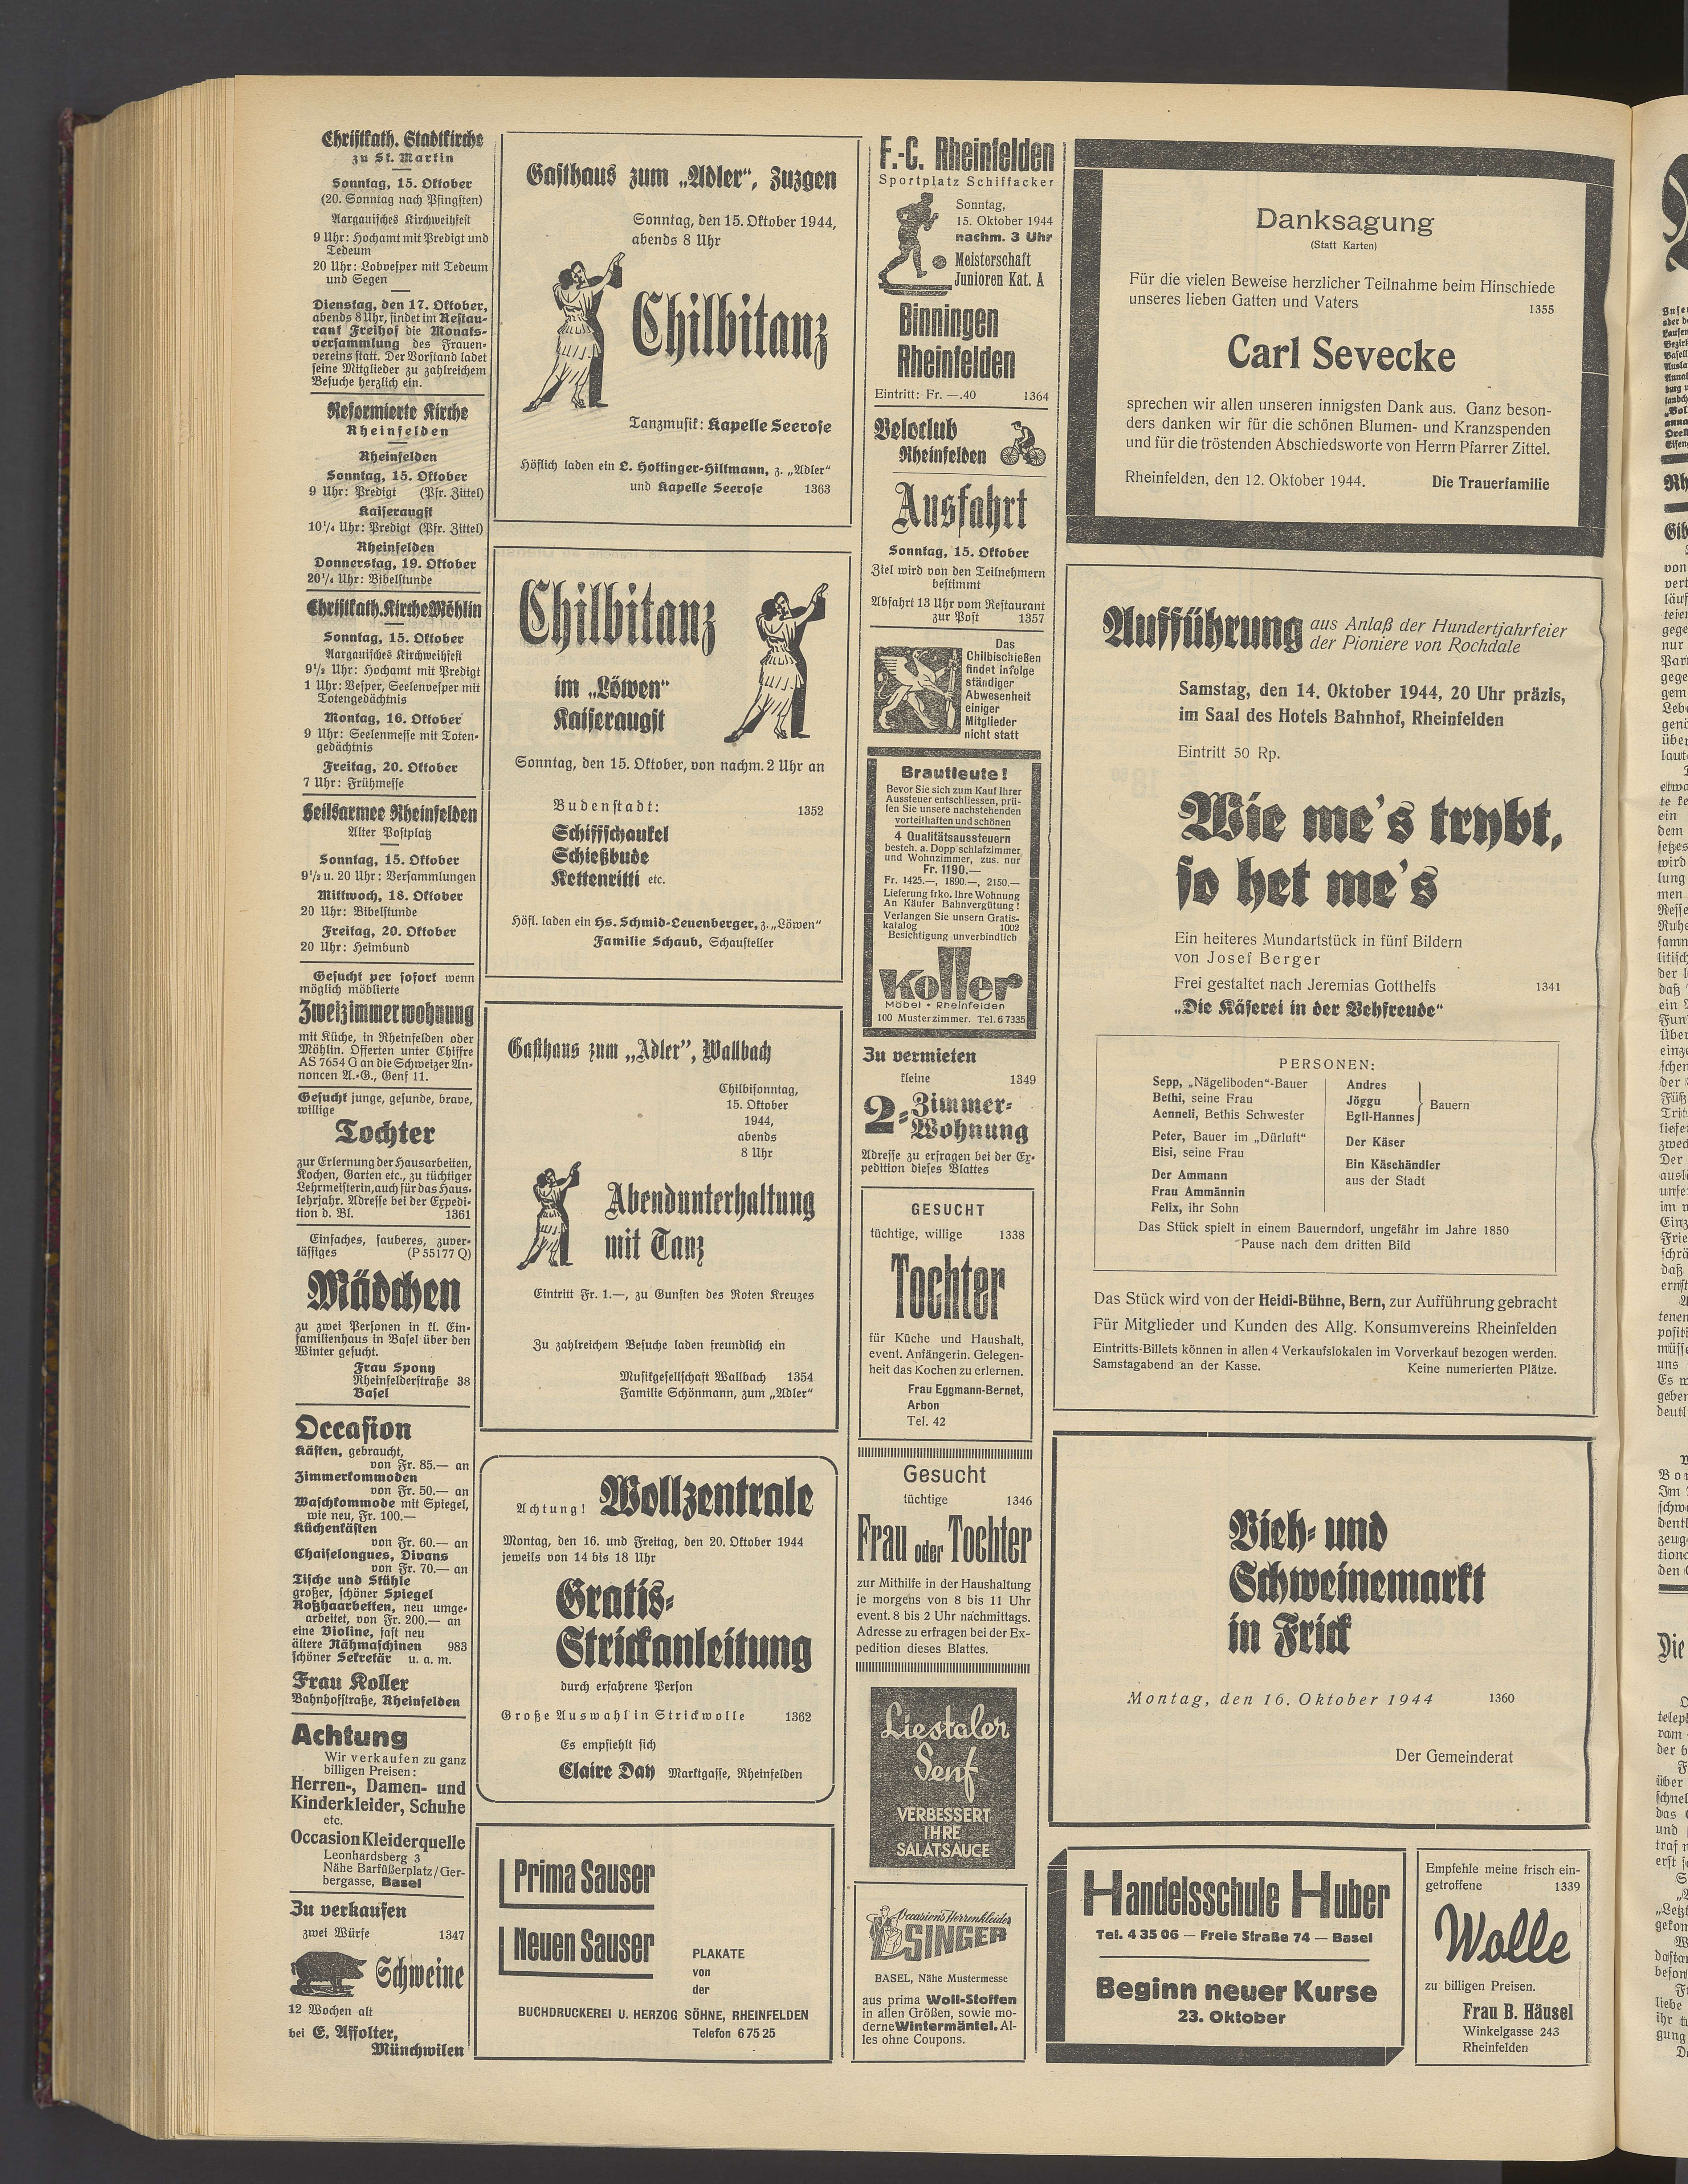 Christkath. Stadtkirche
zu St. Martin
Sonntag, 15. Oktober
(20. Sonntag nach Pfingsten)
Aargauisches Kirchweihfest
9 Uhr: Hochamt mit Predigt und
Tedeum
20 Uhr: Lobvesper mit Tedeum
und Segen
Dienstag, den 17. Oktober,
abends 8 Uhr, findet im Restau-
rant Freihof die Monats-
versammlung des Frauen-
vereins statt. Der Vorstand ladet
seine Mitglieder zu zahlreichem
Besuche herzlich ein.
Reformierte Kirche
Rheinfelden
Rheinfelden
Sonntag, 15. Oktober
9 Uhr: Predigt (Pfr. Zittel)
Kaiseraugst
10¼ Uhr: Predigt (Pfr. Zittel)
Rheinfelden
Donnerstag, 19. Oktober
20¼ Uhr: Bibelstunde
Christkath. Kirche Möhlin
Sonntag, 15. Oktober
Aargauisches Kirchweihfest
9½ Uhr: Hochamt mit Predigt
1 Uhr: Vesper, Seelenvesper mit
Totengedächtnis
Montag, 16. Oktober
9 Uhr: Seelenmesse mit Toten-
gedächtnis
Freitag, 20. Oktober
7 Uhr: Frühmesse
Heilsarmee Rheinfelden
Alter Postplatz
Sonntag, 15. Oktober
9½ u. 20 Uhr: Versammlungen
Mittwoch, 18. Oktober
20 Uhr: Bibelstunde
Freitag, 20. Oktober
20 Uhr: Heimbund
Gesucht per sofort wenn
möglich möblierte
Zweizimmerwohnung
mit Küche, in Rheinfelden oder
Möhlin. Offerten unter Chiffre
AS 7654 G an die Schweizer An-
noncen A.-G., Genf 11.
Gesucht junge, gesunde, brave,
willige
Tochter
zur Erlernung der Hausarbeiten,
Kochen, Garten etc., zu tüchtiger
Lehrmeisterin, auch für das Haus-
lehrjahr. Adresse bei der Expedi-
tion d. Bl. 1361
Einfaches, sauberes, zuver-
lässiges (P 55177 Q)
Mädchen
zu zwei Personen in kl. Ein-
familienhaus in Basel über den
Winter gesucht.
Frau Spony
Rheinfelderstraße 38
Basel
Occasion
Kästen, gebraucht,
von Fr. 85.— an
Zimmerkommoden
von Fr. 50.— an
Waschkommode mit Spiegel,
wie neu, Fr. 100.—
Küchenkästen
von Fr. 60.— an
Chaiselongues, Divans
von Fr. 70.— an
Tische und Stühle
großer, schöner Spiegel
Roßhaarbetten, neu umge-
arbeitet, von Fr. 200.— an
eine Violine, fast neu
ältere Nähmaschinen 983
schöner Sekretär u. a. m.
Frau Koller
Bahnhofstraße, Rheinfelden
Achtung
Wir verkaufen zu ganz
billigen Preisen:
Herren-, Damen- und
Kinderkleider, Schuhe
etc.
Occasion Kleiderquelle
Leonhardsberg 3
Nähe Barfüßerplatz/Ger-
bergasse, Basel
Zu verkaufen
zwei Würfe 1347
Schweine
12 Wochen alt
bei E. Affolter,
Münchwilen
Gasthaus zum „Adler“, Zuzgen
Sonntag, den 15. Oktober 1944,
abends 8 Uhr
Chilbitanz
Tanzmusik: Kapelle Seerose
Höflich laden ein L. Hottinger-Hiltmann, z. „Adler“
und Kapelle Seerose 1363
Chilbitanz
im „Löwen“
Kaiseraugst
Sonntag, den 15. Oktober, von nachm. 2 Uhr an
Budenstadt: 1352
Schiffschaukel
Schießbude
Kettenritti etc.
Höfl. laden ein Hs. Schmid-Leuenberger, z. „Löwen“
Familie Schaub, Schausteller
Gasthaus zum „Adler“, Wallbach
Chilbisonntag,
15. Oktober
1944,
abends
8 Uhr
Abendunterhaltung
mit Tanz
Eintritt Fr. 1.—, zu Gunsten des Roten Kreuzes
Zu zahlreichem Besuche laden freundlich ein
Musikgesellschaft Wallbach 1354
Familie Schönmann, zum „Adler“
Achtung! Wollzentrale
Montag, den 16. und Freitag, den 20. Oktober 1944
jeweils von 14 bis 18 Uhr
Gratis-
Strickanleitung
durch erfahrene Person
Große Auswahl in Strickwolle 1362
Es empfiehlt sich
Claire Day Marktgasse, Rheinfelden
Prima Sauser
Neuen Sauser
PLAKATE
von
der
BUCHDRUCKEREI U. HERZOG SÖHNE, RHEINFELDEN
Telefon 6 75 25
F.-C. Rheinfelden
Sportplatz Schiffacker
Sonntag,
15. Oktober 1944
nachm. 3 Uhr
Meisterschaft
Junioren Kat. A
Binningen
Rheinfelden
Eintritt: Fr. —.40 1364
Veloclub
Rheinfelden
Ausfahrt
Sonntag, 15. Oktober
Ziel wird von den Teilnehmern
bestimmt
Abfahrt 13 Uhr vom Restaurant
zur Post 1357
Das
Chilbischießen
findet infolge
ständiger
Abwesenheit
einiger
Mitglieder
nicht statt
Brautleute!
Bevor Sie sich zum Kauf Ihrer
Aussteuer entschliessen, prü-
fen Sie unsere nachstehenden
vorteilhaften und schönen
4 Qualitätsaussteuern
besteh. a. Dopp'schlafzimmer
und Wohnzimmer, zus. nur
Fr. 1190.—
Fr. 1425.—, 1890.—, 2150.—
Lieferung frko. Ihre Wohnung
An Käufer Bahnvergütung!
Verlangen Sie unsern Gratis-
katalog 1002
Besichtigung unverbindlich
Koller
Möbel • Rheinfelden
100 Musterzimmer. Tel. 6 73 35
Zu vermieten
kleine 1349
2-Zimmer-
Wohnung
Adresse zu erfragen bei der Ex-
pedition dieses Blattes
GESUCHT
tüchtige, willige 1338
Tochter
für Küche und Haushalt,
event. Anfängerin. Gelegen-
heit das Kochen zu erlernen.
Frau Eggmann-Bernet,
Arbon
Tel. 42
Gesucht
tüchtige 1346
Frau oder Tochter
zur Mithilfe in der Haushaltung
je morgens von 8 bis 11 Uhr
event. 8 bis 2 Uhr nachmittags.
Adresse zu erfragen bei der Ex-
pedition dieses Blattes.
Liestaler
Senf
VERBESSERT
IHRE
SALATSAUCE
Occasions Herrenkleider
SINGER
BASEL, Nähe Mustermesse
aus prima Woll-Stoffen
in allen Größen, sowie mo-
derne Wintermäntel. Al-
les ohne Coupons.
Danksagung
(Statt Karten)
Für die vielen Beweise herzlicher Teilnahme beim Hinschiede
unseres lieben Gatten und Vaters 1355
Carl Sevecke
sprechen wir allen unseren innigsten Dank aus. Ganz beson-
ders danken wir für die schönen Blumen- und Kranzspenden
und für die tröstenden Abschiedsworte von Herrn Pfarrer Zittel.
Rheinfelden, den 12. Oktober 1944. Die Trauerfamilie
Aufführung aus Anlaß der Hundertjahrfeier
der Pioniere von Rochdale
Samstag, den 14. Oktober 1944, 20 Uhr präzis,
im Saal des Hotels Bahnhof, Rheinfelden
Eintritt 50 Rp.
Wie me's trybt,
so het me's
Ein heiteres Mundartstück in fünf Bildern
von Josef Berger
Frei gestaltet nach Jeremias Gotthelfs 1341
„Die Käserei in der Vehfreude“
PERSONEN:
Sepp, „Nägeliboden“-Bauer
Bethi, seine Frau
Aenneli, Bethis Schwester
Peter, Bauer im „Dürluft“
Eisi, seine Frau
Der Ammann
Frau Ammännin
Felix, ihr Sohn
Andres
Jöggu
Egli-Hannes
Bauern
Der Käser
Ein Käsehändler
aus der Stadt
Das Stück spielt in einem Bauerndorf, ungefähr im Jahre 1850
Pause nach dem dritten Bild
Das Stück wird von der Heidi-Bühne, Bern, zur Aufführung gebracht
Für Mitglieder und Kunden des Allg. Konsumvereins Rheinfelden
Eintritts-Billets können in allen 4 Verkaufslokalen im Vorverkauf bezogen werden.
Samstagabend an der Kasse. Keine numerierten Plätze.
Vieh- und
Schweinemarkt
in Frick
Montag, den 16. Oktober 1944 1360
Der Gemeinderat
Handelsschule Huber
Tel. 4 35 06 — Freie Straße 74 — Basel
Beginn neuer Kurse
23. Oktober
Empfehle meine frisch ein-
getroffene 1339
Wolle
zu billigen Preisen.
Frau B. Häusel
Winkelgasse 243
Rheinfelden